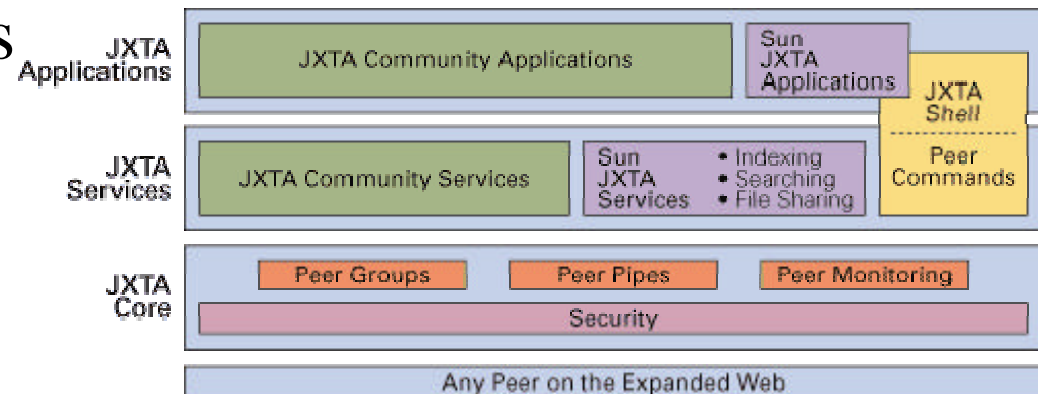 s
JXTA
Applications
JXTA Community Applications
Sun
JXTA
Applications
JXTA
Shell
Peer
Commands
JXTA
Services
JXTA Community Services
Sun
JXTA
Services
• Indexing
• Searching
• File Sharing
JXTA
Core
Peer Groups
Peer Pipes
Peer Monitoring
Security
Any Peer on the Expanded Web